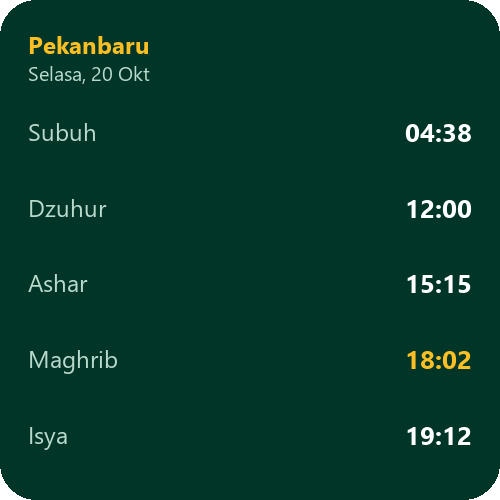 Pekanbaru
Selasa, 20 Okt
Subuh 04:38
Dzuhur 12:00
Ashar 15:15
Maghrib 18:02
Isya 19:12